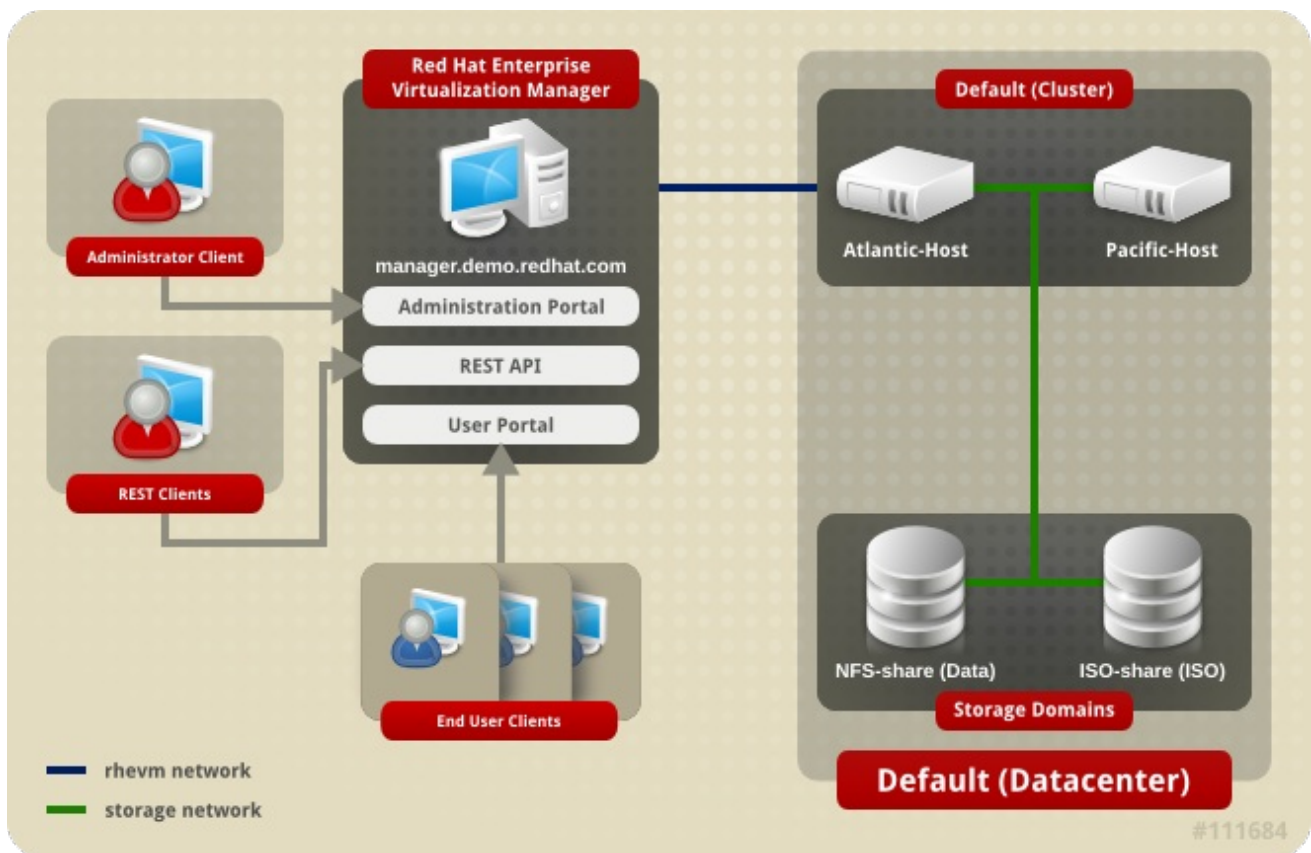 Red Hat Enterprise
Virtualization Manager
Default (Cluster)
Administrator Client
manager.demo.redhat.com
Atlantic-Host
Pacific-Host
Administration Portal
REST API
User Portal
REST Clients
End User Clients
NFS-share (Data)
ISO-share (ISO)
Storage Domains
Default (Datacenter)
rhevm network
storage network
#111684